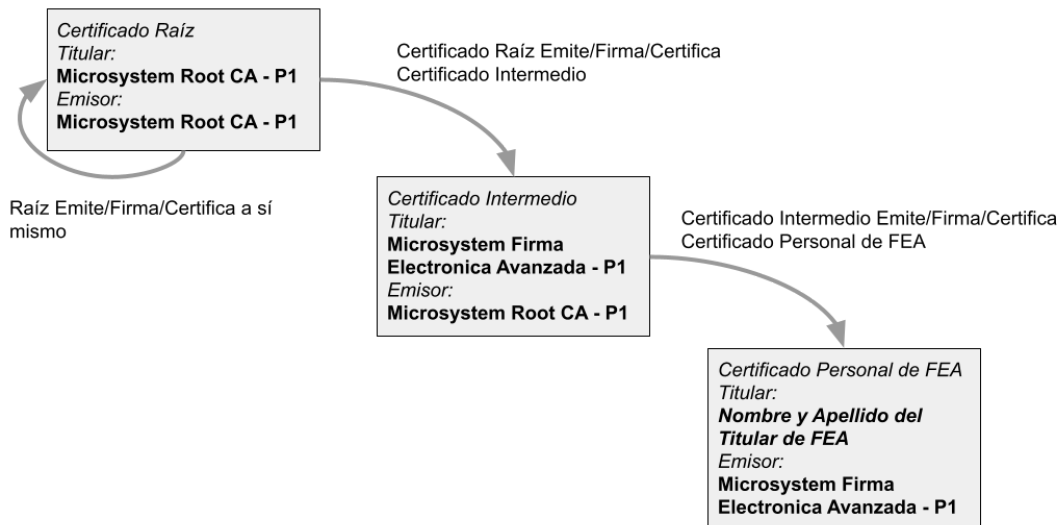 Certificado Raíz
Titular:
Microsystem Root CA - P1
Emisor:
Microsystem Root CA - P1
Certificado Raíz Emite/Firma/Certifica
Certificado Intermedio
Raíz Emite/Firma/Certifica a sí
mismo
Certificado Intermedio
Titular:
Microsystem Firma
Electronica Avanzada - P1
Emisor:
Microsystem Root CA - P1
Certificado Intermedio Emite/Firma/Certifica
Certificado Personal de FEA
Certificado Personal de FEA
Titular:
Nombre y Apellido del
Titular de FEA
Emisor:
Microsystem Firma
Electronica Avanzada - P1